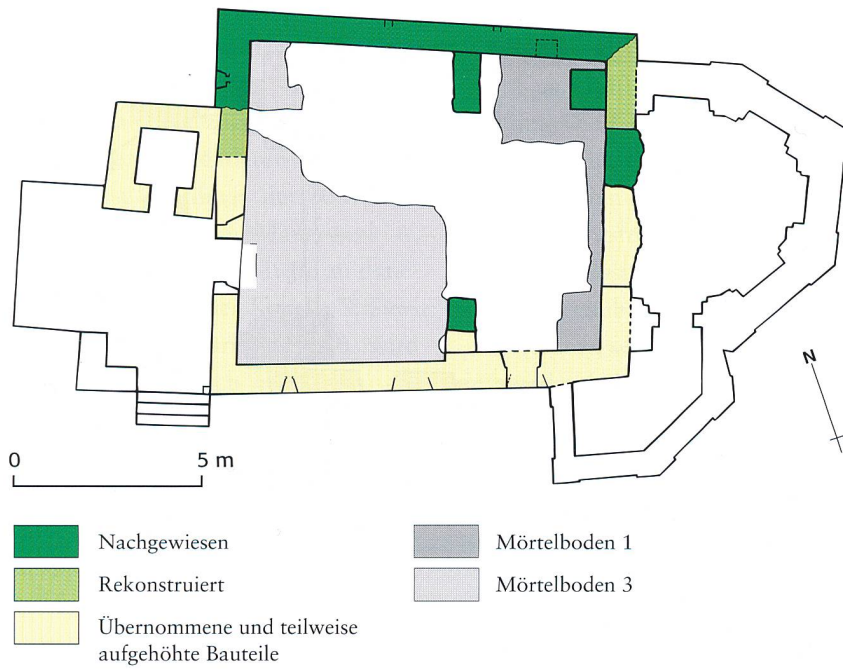 N
0 5 m
Nachgewiesen
Rekonstruiert
Übernommene und teilweise
aufgehöhte Bauteile
Mörtelboden 1
Mörtelboden 3